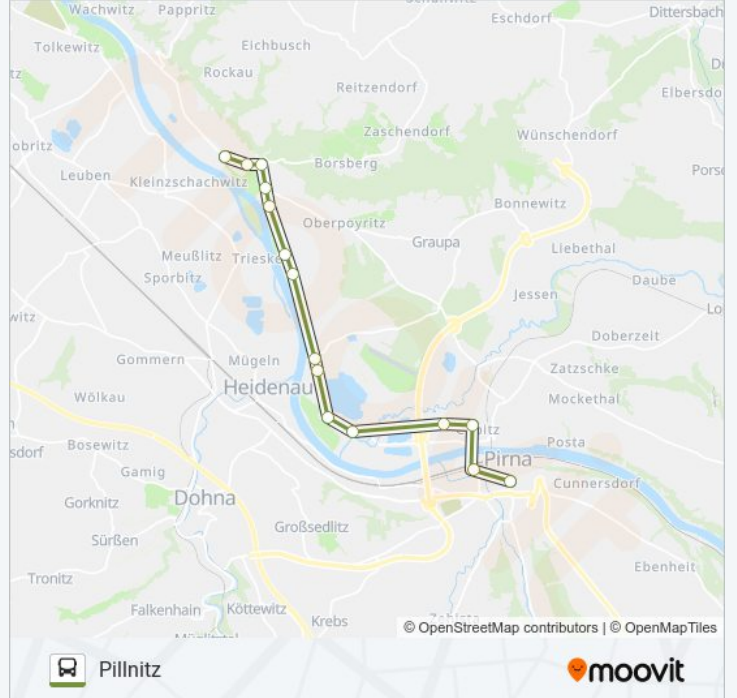 Wachwitz
Pappritz
Eschdorf
Dittersbach
Tolkewitz
Eichbusch
Rockau
Reitzendorf
Elbersdo
Zaschendorf
Wünschendorf
obritz
Borsberg
Leuben
Kleinzschachwitz
Bonnewitz
Oberpoyritz
Graupa
Liebethal
Meußlitz
Sporbitz
Daube
Jessen
witz
Doberzeit
Gommern
Mügeln
Zatzschke
Heidenau
Mockethal
Wölkau
sdorf
Bosewitz
Posta
Pirna
Gamig
Cunnersdorf
Gorknitz
Dohna
Großsedlitz
Sürßen
Ebenheit
Tronitz
Falkenhain
Köttewitz
Krebs
© OpenStreetMap contributors | © OpenMapTiles
Pillnitz
moovit